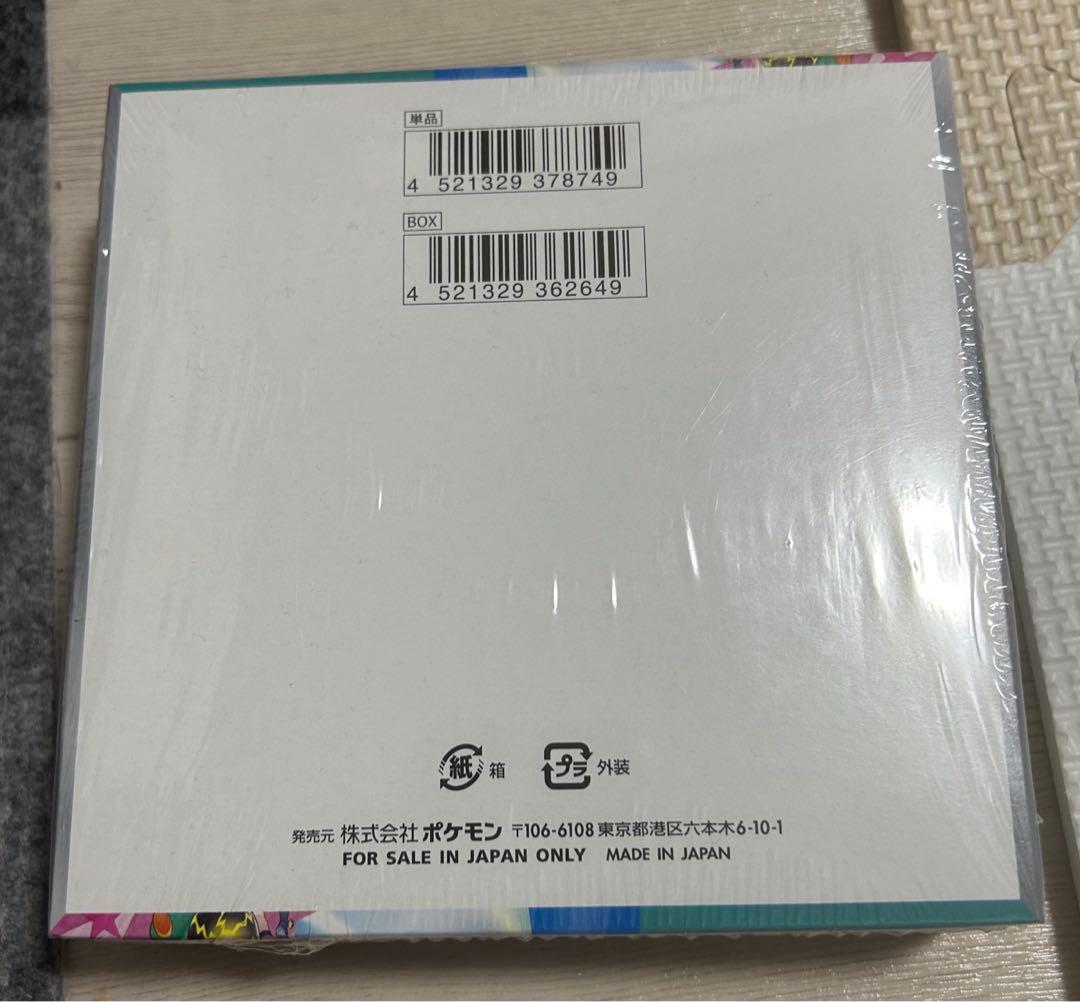 単品
4 521329 378749
BOX
4 521329 362649
紙 箱 プラ 外装
発売元 株式会社ポケモン 〒106-6108 東京都港区六本木6-10-1
FOR SALE IN JAPAN ONLY MADE IN JAPAN